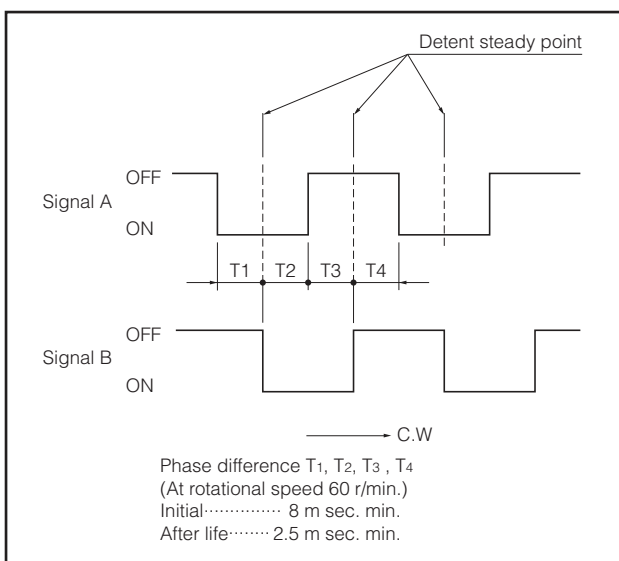 Detent steady point
OFF
Signal A
ON
T1 T2 T3 T4
OFF
Signal B
ON
C.W
Phase difference T1, T2, T3 , T4
(At rotational speed 60 r/min.)
Initial··············· 8 m sec. min.
After life········ 2.5 m sec. min.